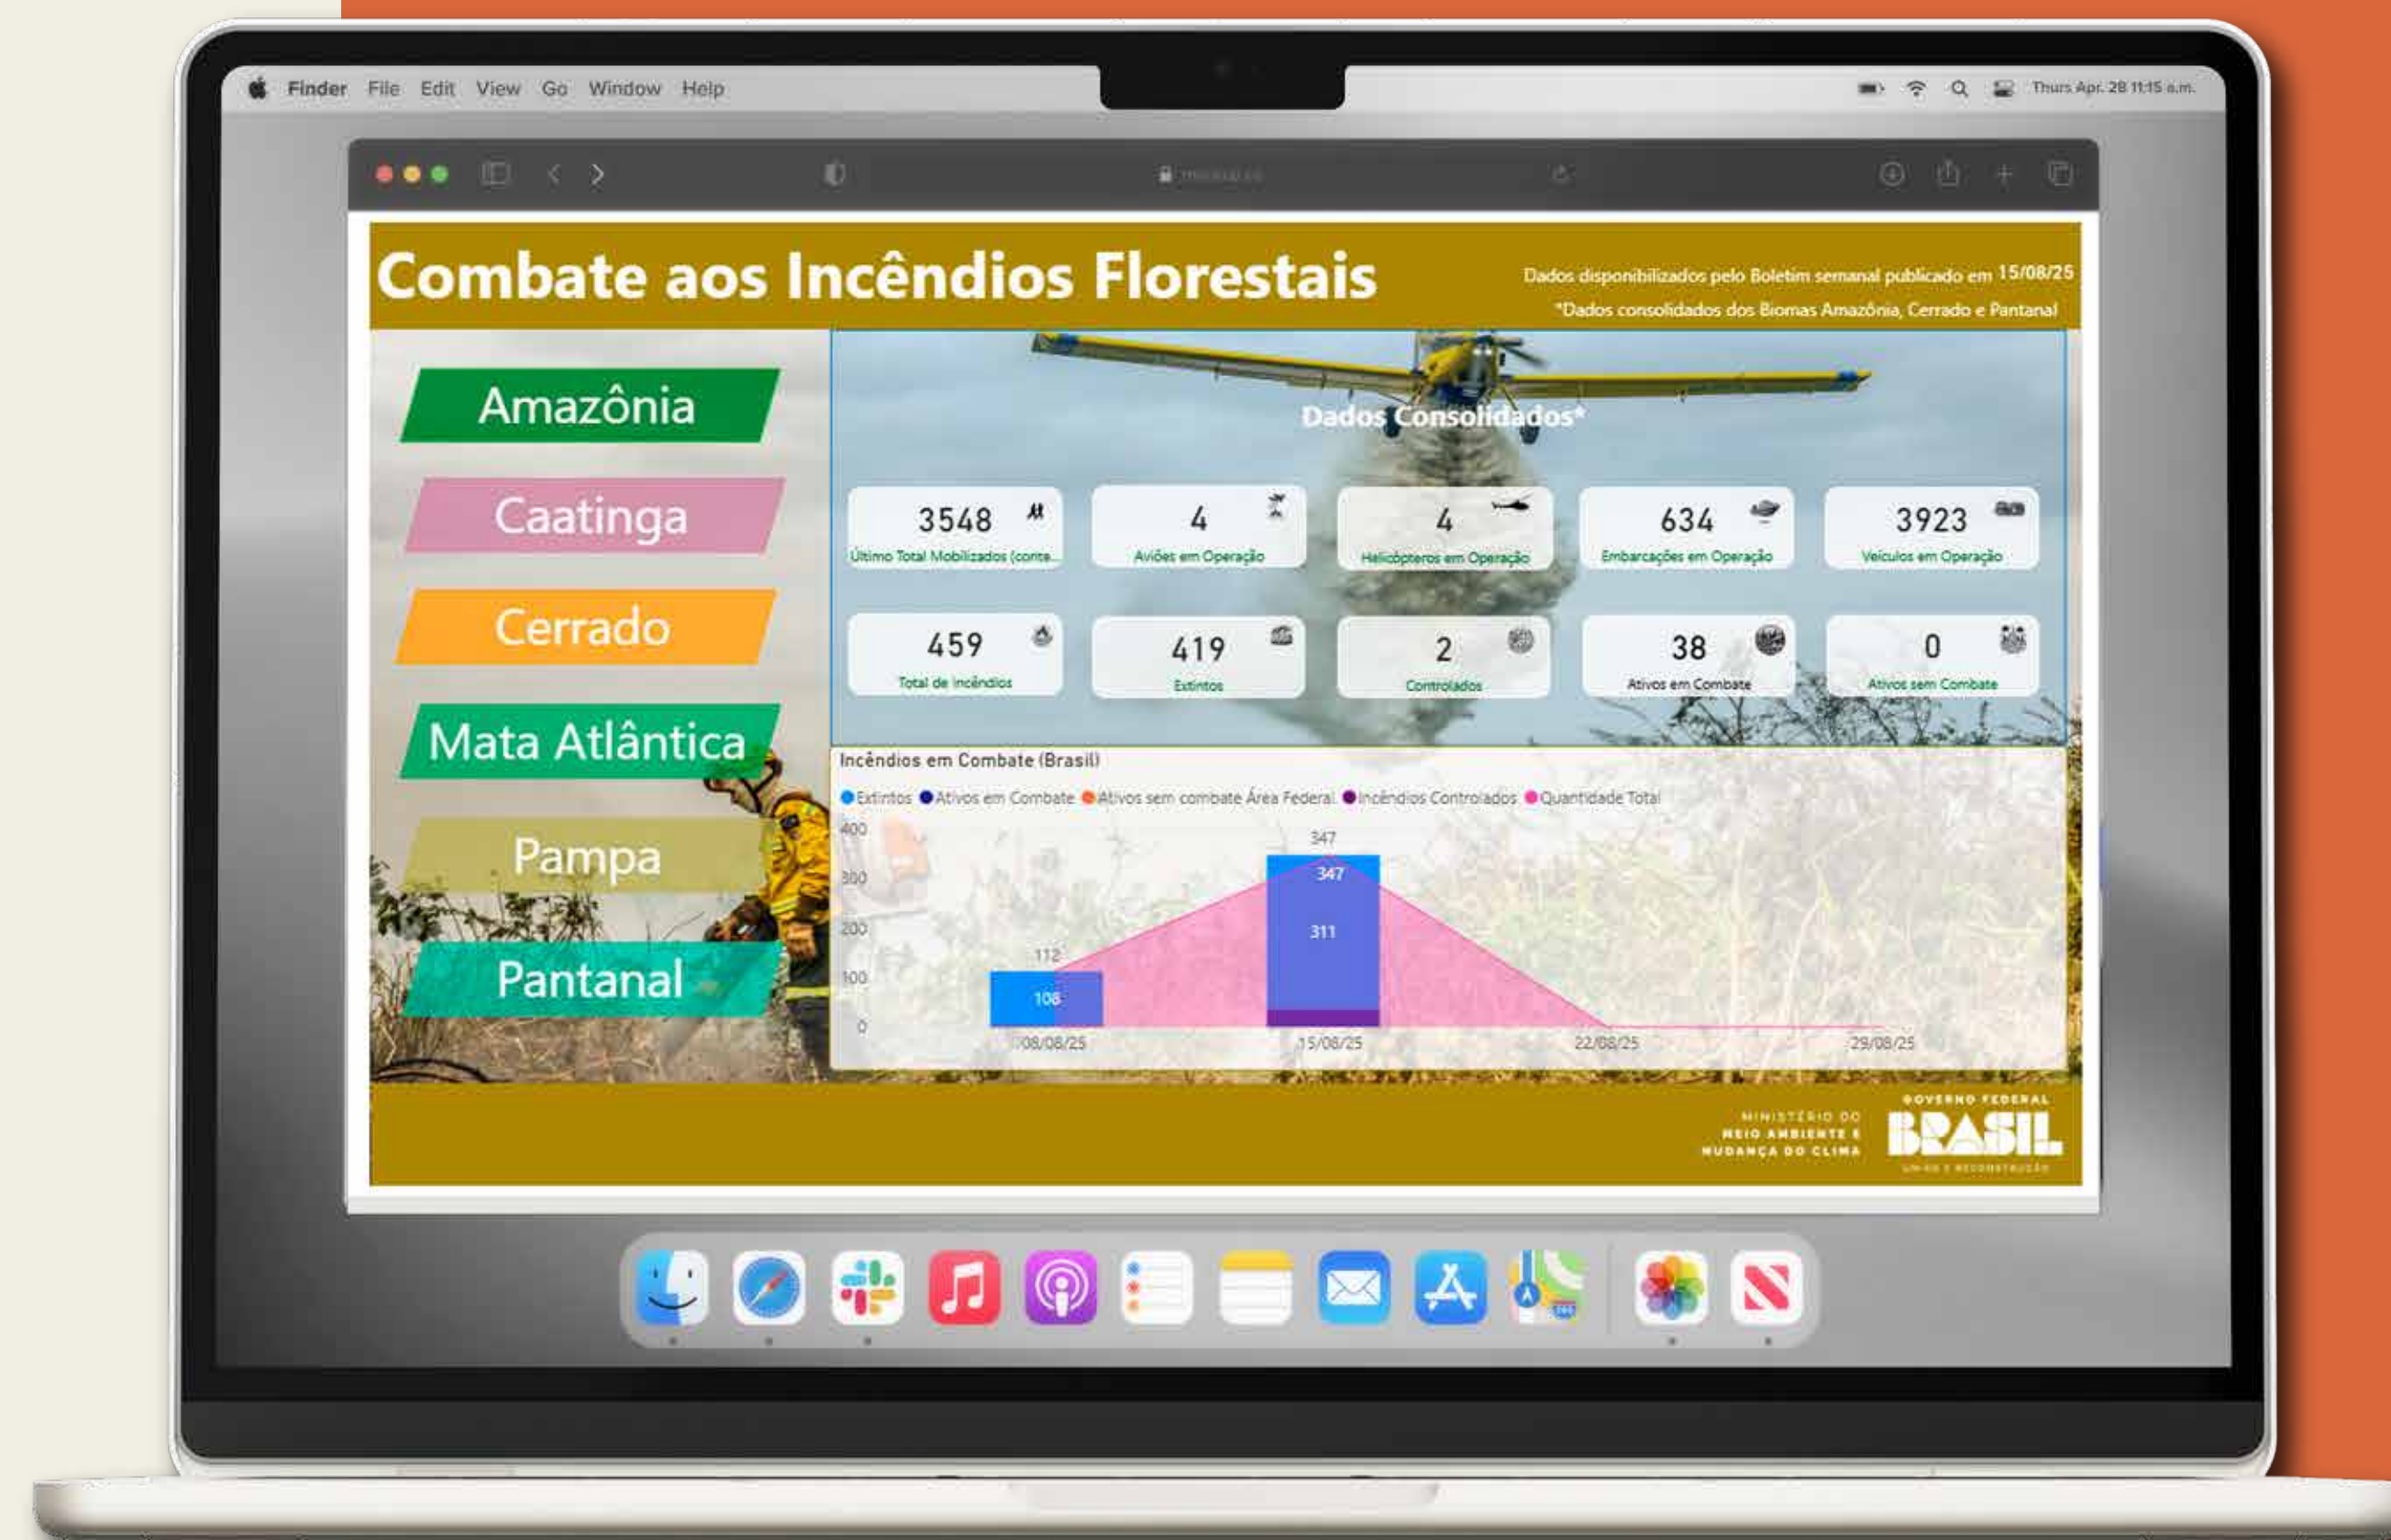 Finder File Edit View Go Window Help
Thurs Apr. 28 11:15 a.m.
Combate aos Incêndios Florestais
Dados disponibilizados pelo Boletim semanal publicado em 15/08/25
*Dados consolidados dos Biomas Amazônia, Cerrado e Pantanal
Amazônia
Caatinga
Cerrado
Mata Atlântica
Pampa
Pantanal
Dados Consolidados*
3548
Último Total Mobilizados (conte...
4
Aviões em Operação
4
Helicópteros em Operação
634
Embarcações em Operação
3923
Veículos em Operação
459
Total de Incêndios
419
Extintos
2
Controlados
38
Ativos em Combate
0
Ativos sem Combate
Incêndios em Combate (Brasil)
Extintos Ativos em Combate Ativos sem combate Área Federal Incêndios Controlados Quantidade Total
400
300
200
100
0
112
108
347
347
311
08/08/25 15/08/25 22/08/25 29/08/25
MINISTÉRIO DO
MEIO AMBIENTE E
MUDANÇA DO CLIMA
GOVERNO FEDERAL
BRASIL
UNIÃO E RECONSTRUÇÃO